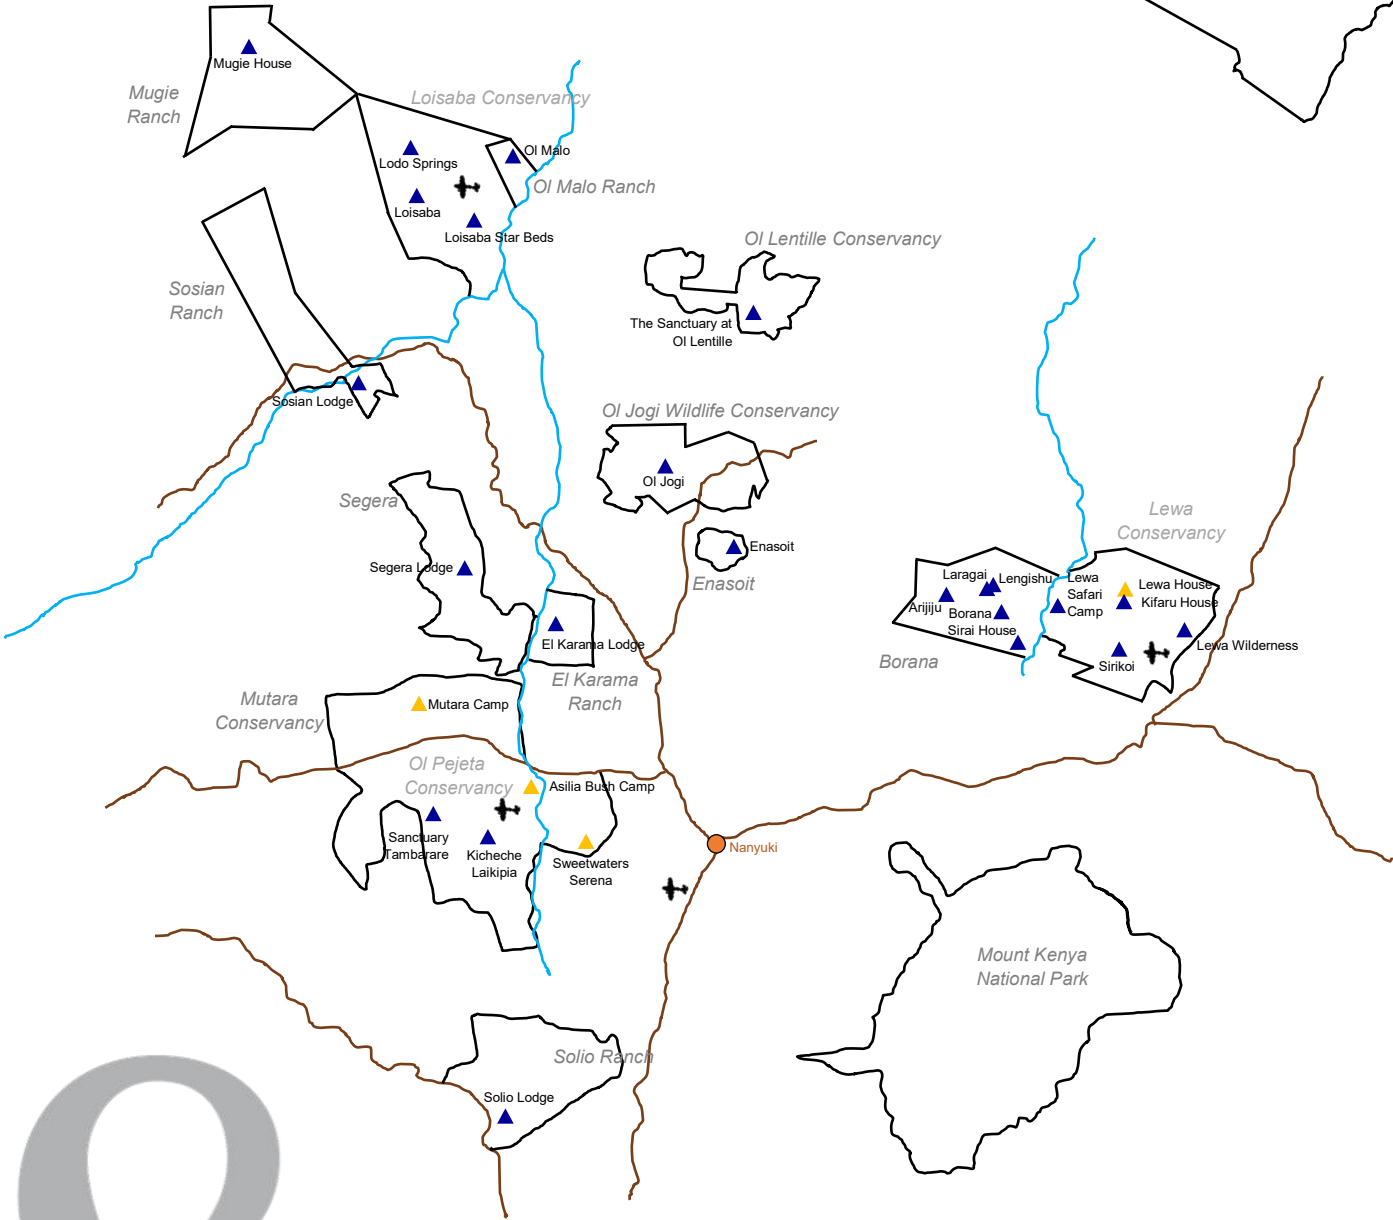 Mugie House
Mugie
Ranch
Loisaba Conservancy
Lodo Springs
Ol Malo
Ol Malo Ranch
Loisaba
Loisaba Star Beds
Ol Lentille Conservancy
Sosian
Ranch
The Sanctuary at
Ol Lentille
Sosian Lodge
Ol Jogi Wildlife Conservancy
Ol Jogi
Segera
Segera Lodge
Enasoit
Enasoit
Lewa
Conservancy
Laragai
Lengishu
Arijiju
Borana
Sirai House
Borana
Lewa
Safari
Camp
Lewa House
Kifaru House
Lewa Wilderness
Sirikoi
El Karama Lodge
El Karama
Ranch
Mutara
Conservancy
Mutara Camp
Ol Pejeta
Conservancy
Asilia Bush Camp
Sanctuary
Tambarare
Kicheche
Laikipia
Sweetwaters
Serena
Nanyuki
Mount Kenya
National Park
Solio Ranch
Solio Lodge